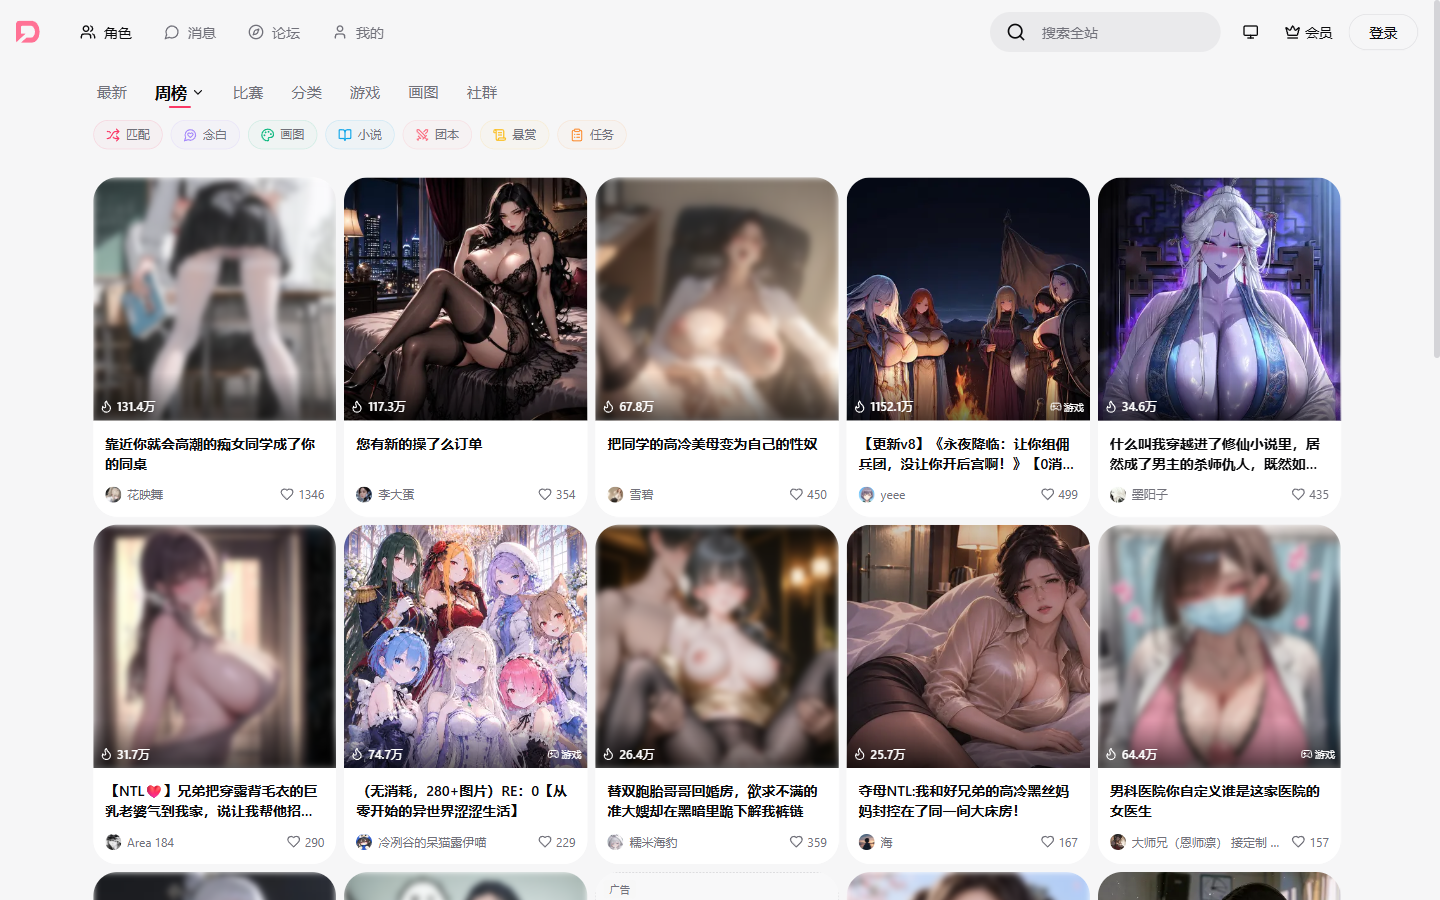 角色
消息
论坛
我的
搜索全站
会员
登录
最新
周榜
比赛
分类
游戏
画图
社群
匹配
念白
画图
小说
团本
悬赏
任务
131.4万
117.3万
67.8万
1152.1万
游戏
34.6万
靠近你就会高潮的痴女同学成了你
的同桌
花映舞
1346
您有新的操了么订单
李大蛋
354
把同学的高冷美母变为自己的性奴
雪碧
450
【更新v8】《永夜降临：让你组佣
兵团，没让你开后宫啊！》【0消...
yeee
499
什么叫我穿越进了修仙小说里，居
然成了男主的杀师仇人，既然如...
墨阳子
435
31.7万
74.7万
游戏
26.4万
25.7万
64.4万
游戏
【NTL❤️】兄弟把穿露背毛衣的巨
乳老婆气到我家，说让我帮他招...
Area 184
290
（无消耗，280+图片）RE：0【从
零开始的异世界涩涩生活】
冷冽谷的呆猫露伊喵
229
替双胞胎哥哥回婚房，欲求不满的
准大嫂却在黑暗里跪下解我裤链
糯米海豹
359
夺母NTL:我和好兄弟的高冷黑丝妈
妈封控在了同一间大床房！
海
167
男科医院你自定义谁是这家医院的
女医生
大师兄（恩师凛） 接定制 ...
157
广告